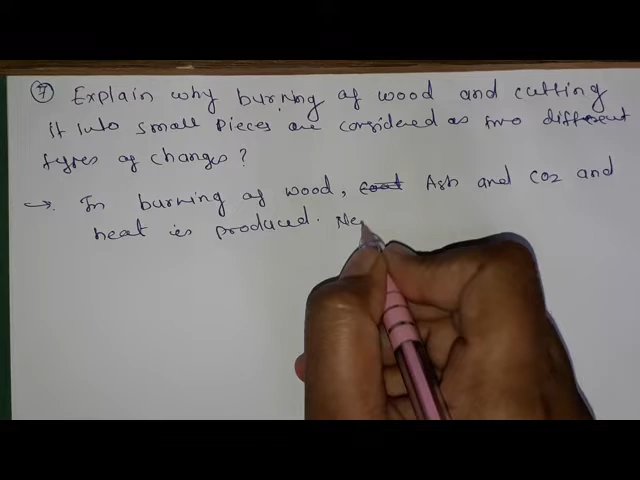 7 Explain why burning of wood and cutting
it into small pieces are considered as two different
types of changes?
→. In burning of wood, Ash and CO2 and
heat is produced. Ne